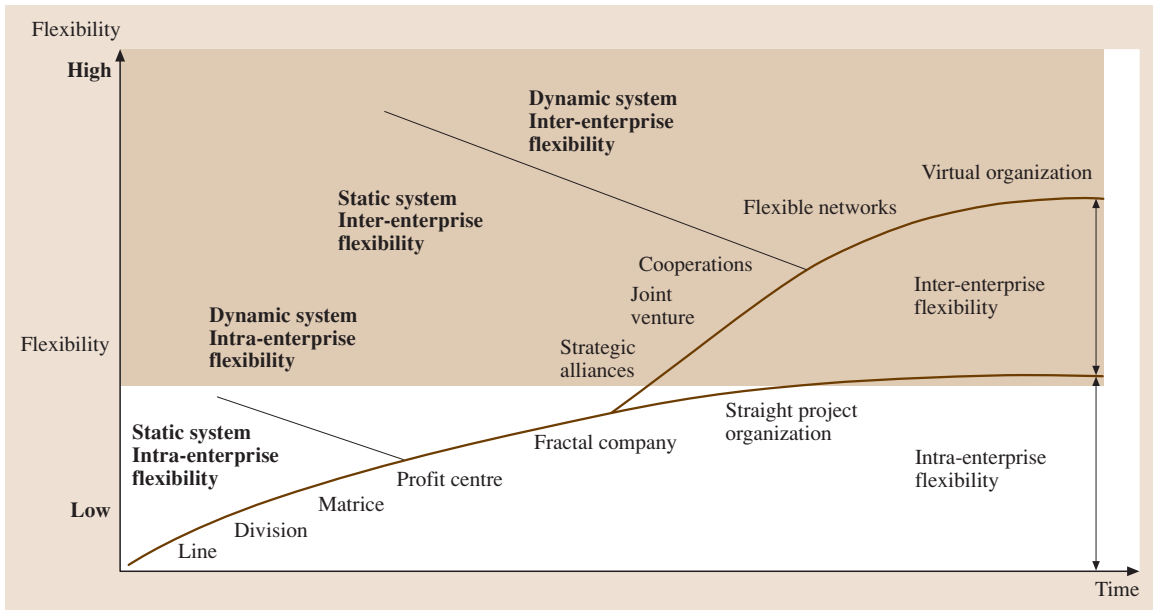 Flexibility
High
Dynamic system
Inter-enterprise
flexibility
Virtual organization
Static system
Inter-enterprise
flexibility
Flexible networks
Cooperations
Joint
venture
Inter-enterprise
flexibility
Dynamic system
Intra-enterprise
flexibility
Flexibility
Strategic
alliances
Straight project
organization
Static system
Intra-enterprise
flexibility
Fractal company
Intra-enterprise
flexibility
Profit centre
Matrice
Low
Division
Line
Time